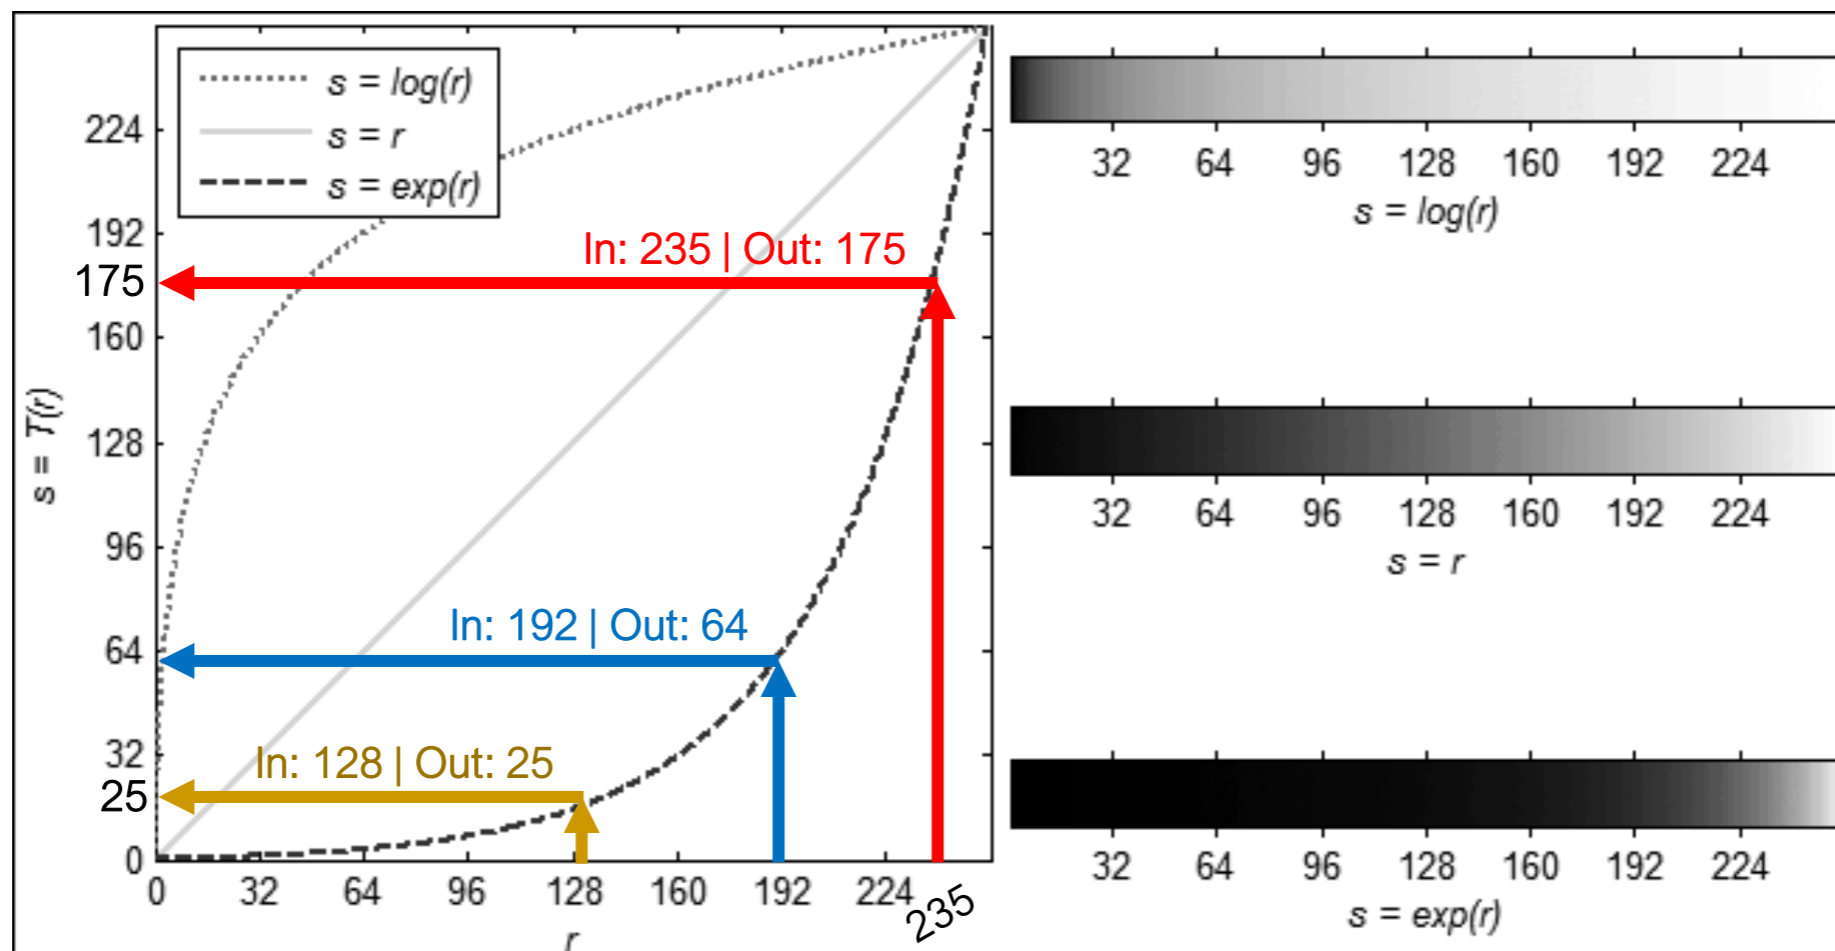 s = log(r)
s = r
s = exp(r)
224
192
175
160
128
96
64
32
25
0
s = T(r)
In: 235 | Out: 175
In: 192 | Out: 64
In: 128 | Out: 25
0 32 64 96 128 160 192 224 235
r
32 64 96 128 160 192 224
s = log(r)
32 64 96 128 160 192 224
s = r
32 64 96 128 160 192 224
s = exp(r)